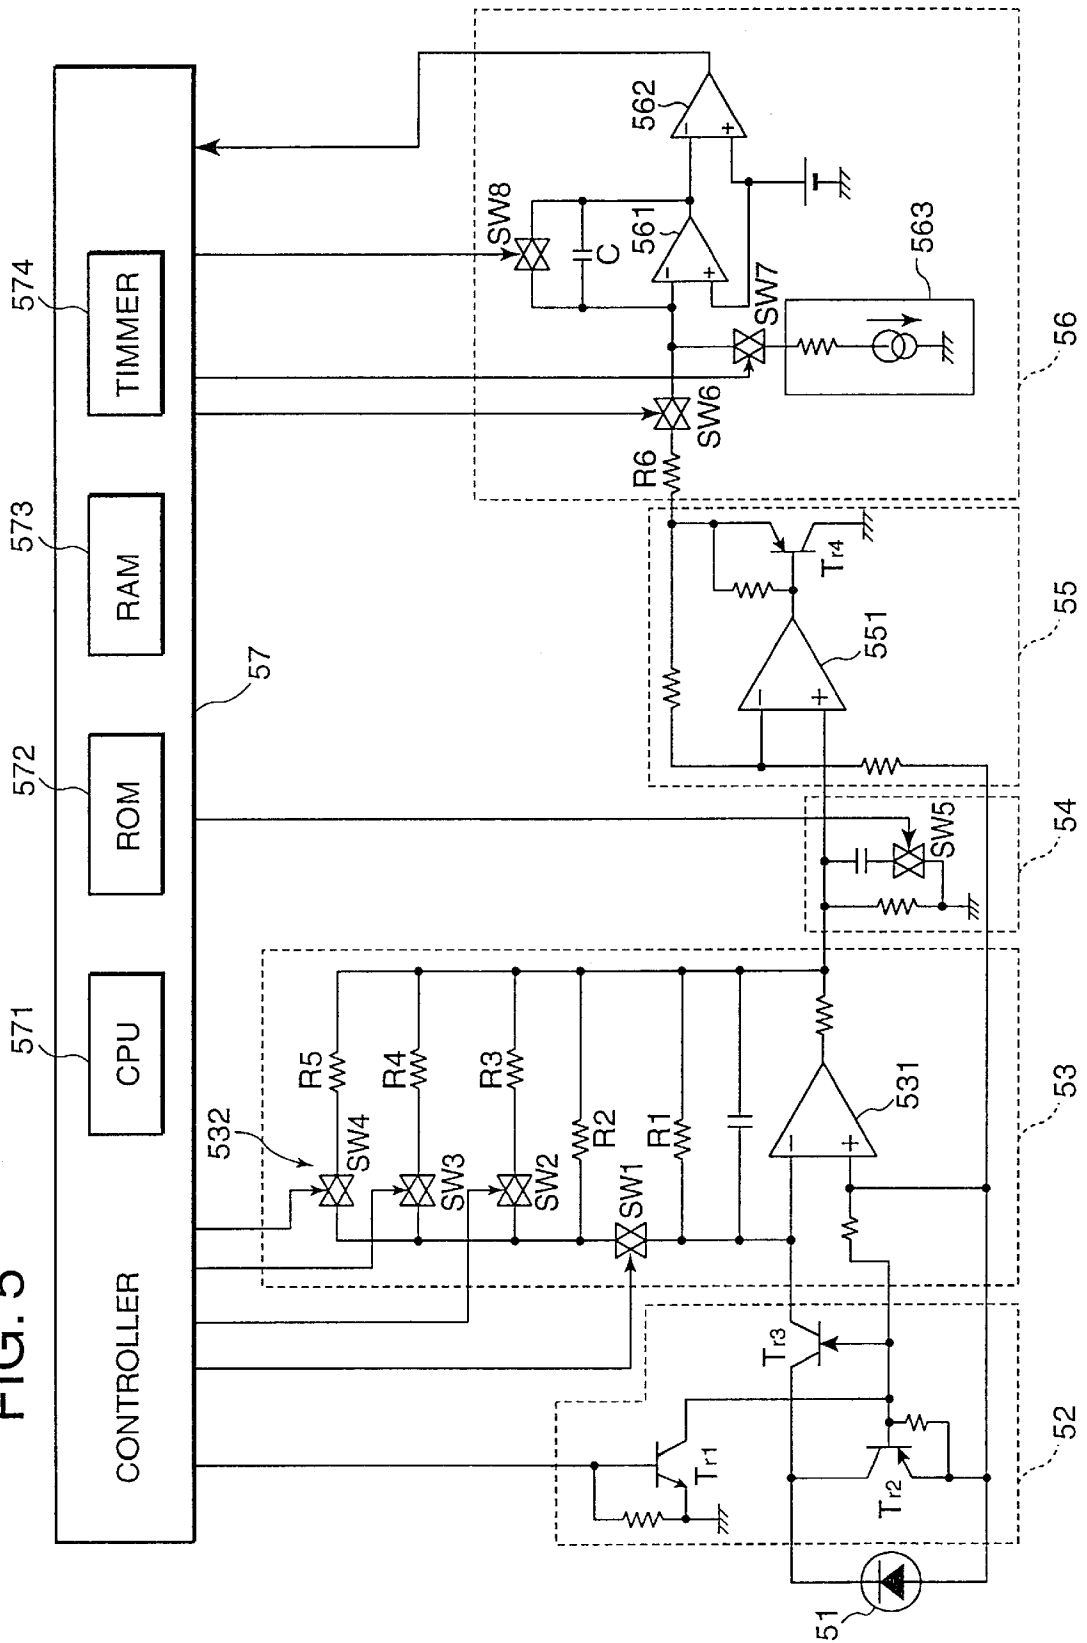 FIG. 5
571
572
573
574
CONTROLLER
CPU
ROM
RAM
TIMMER
57
532
SW4
R5
SW3
R4
SW2
R3
R2
SW1
R1
531
53
Tr1
Tr3
Tr2
52
51
SW5
54
551
Tr4
55
R6
SW6
SW7
SW8
C
561
562
563
56
− +
− +
− +
− +